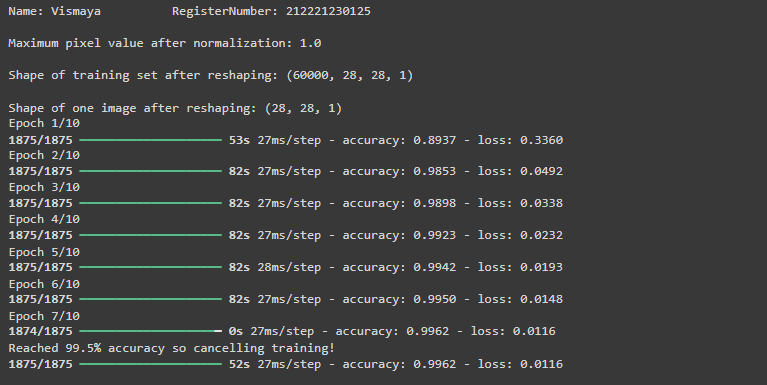 Name: Vismaya RegisterNumber: 212221230125
Maximum pixel value after normalization: 1.0
Shape of training set after reshaping: (60000, 28, 28, 1)
Shape of one image after reshaping: (28, 28, 1)
Epoch 1/10
1875/1875 ━━━━━━━━━━━━━━━━━━━━ 53s 27ms/step - accuracy: 0.8937 - loss: 0.3360
Epoch 2/10
1875/1875 ━━━━━━━━━━━━━━━━━━━━ 82s 27ms/step - accuracy: 0.9853 - loss: 0.0492
Epoch 3/10
1875/1875 ━━━━━━━━━━━━━━━━━━━━ 82s 27ms/step - accuracy: 0.9898 - loss: 0.0338
Epoch 4/10
1875/1875 ━━━━━━━━━━━━━━━━━━━━ 82s 27ms/step - accuracy: 0.9923 - loss: 0.0232
Epoch 5/10
1875/1875 ━━━━━━━━━━━━━━━━━━━━ 82s 28ms/step - accuracy: 0.9942 - loss: 0.0193
Epoch 6/10
1875/1875 ━━━━━━━━━━━━━━━━━━━━ 82s 27ms/step - accuracy: 0.9950 - loss: 0.0148
Epoch 7/10
1874/1875 ━━━━━━━━━━━━━━━━━━━━ 0s 27ms/step - accuracy: 0.9962 - loss: 0.0116
Reached 99.5% accuracy so cancelling training!
1875/1875 ━━━━━━━━━━━━━━━━━━━━ 52s 27ms/step - accuracy: 0.9962 - loss: 0.0116